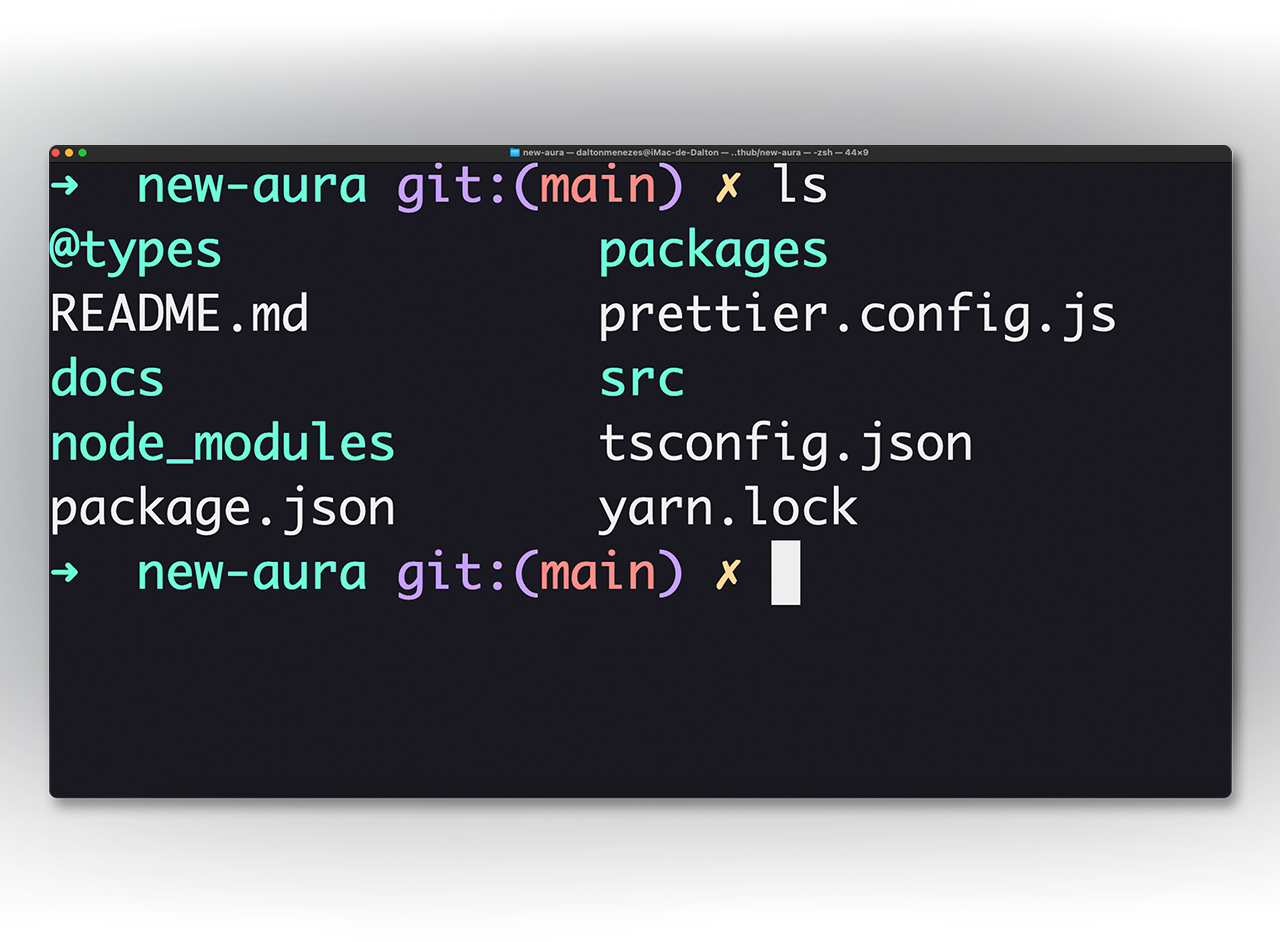 new-aura — daltonmenezes@iMac-de-Dalton — ..thub/new-aura — -zsh — 44×9
➜ new-aura git:(main) ✗ ls
@types packages
README.md prettier.config.js
docs src
node_modules tsconfig.json
package.json yarn.lock
➜ new-aura git:(main) ✗